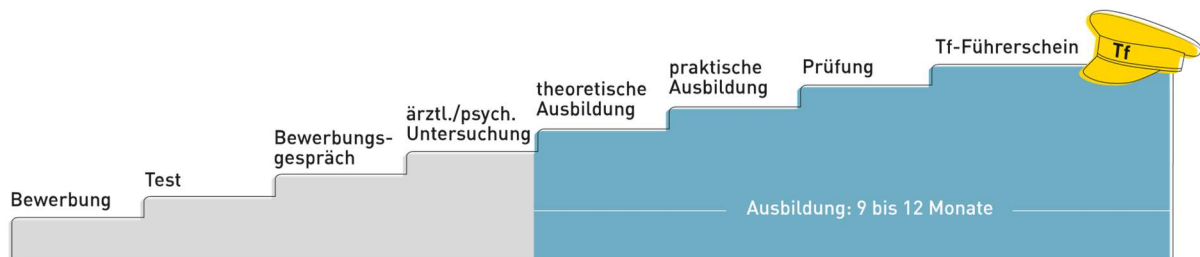 Bewerbung
Test
Bewerbungs-
gespräch
ärztl./psych.
Untersuchung
theoretische
Ausbildung
praktische
Ausbildung
Prüfung
Tf-Führerschein
Tf
Ausbildung: 9 bis 12 Monate